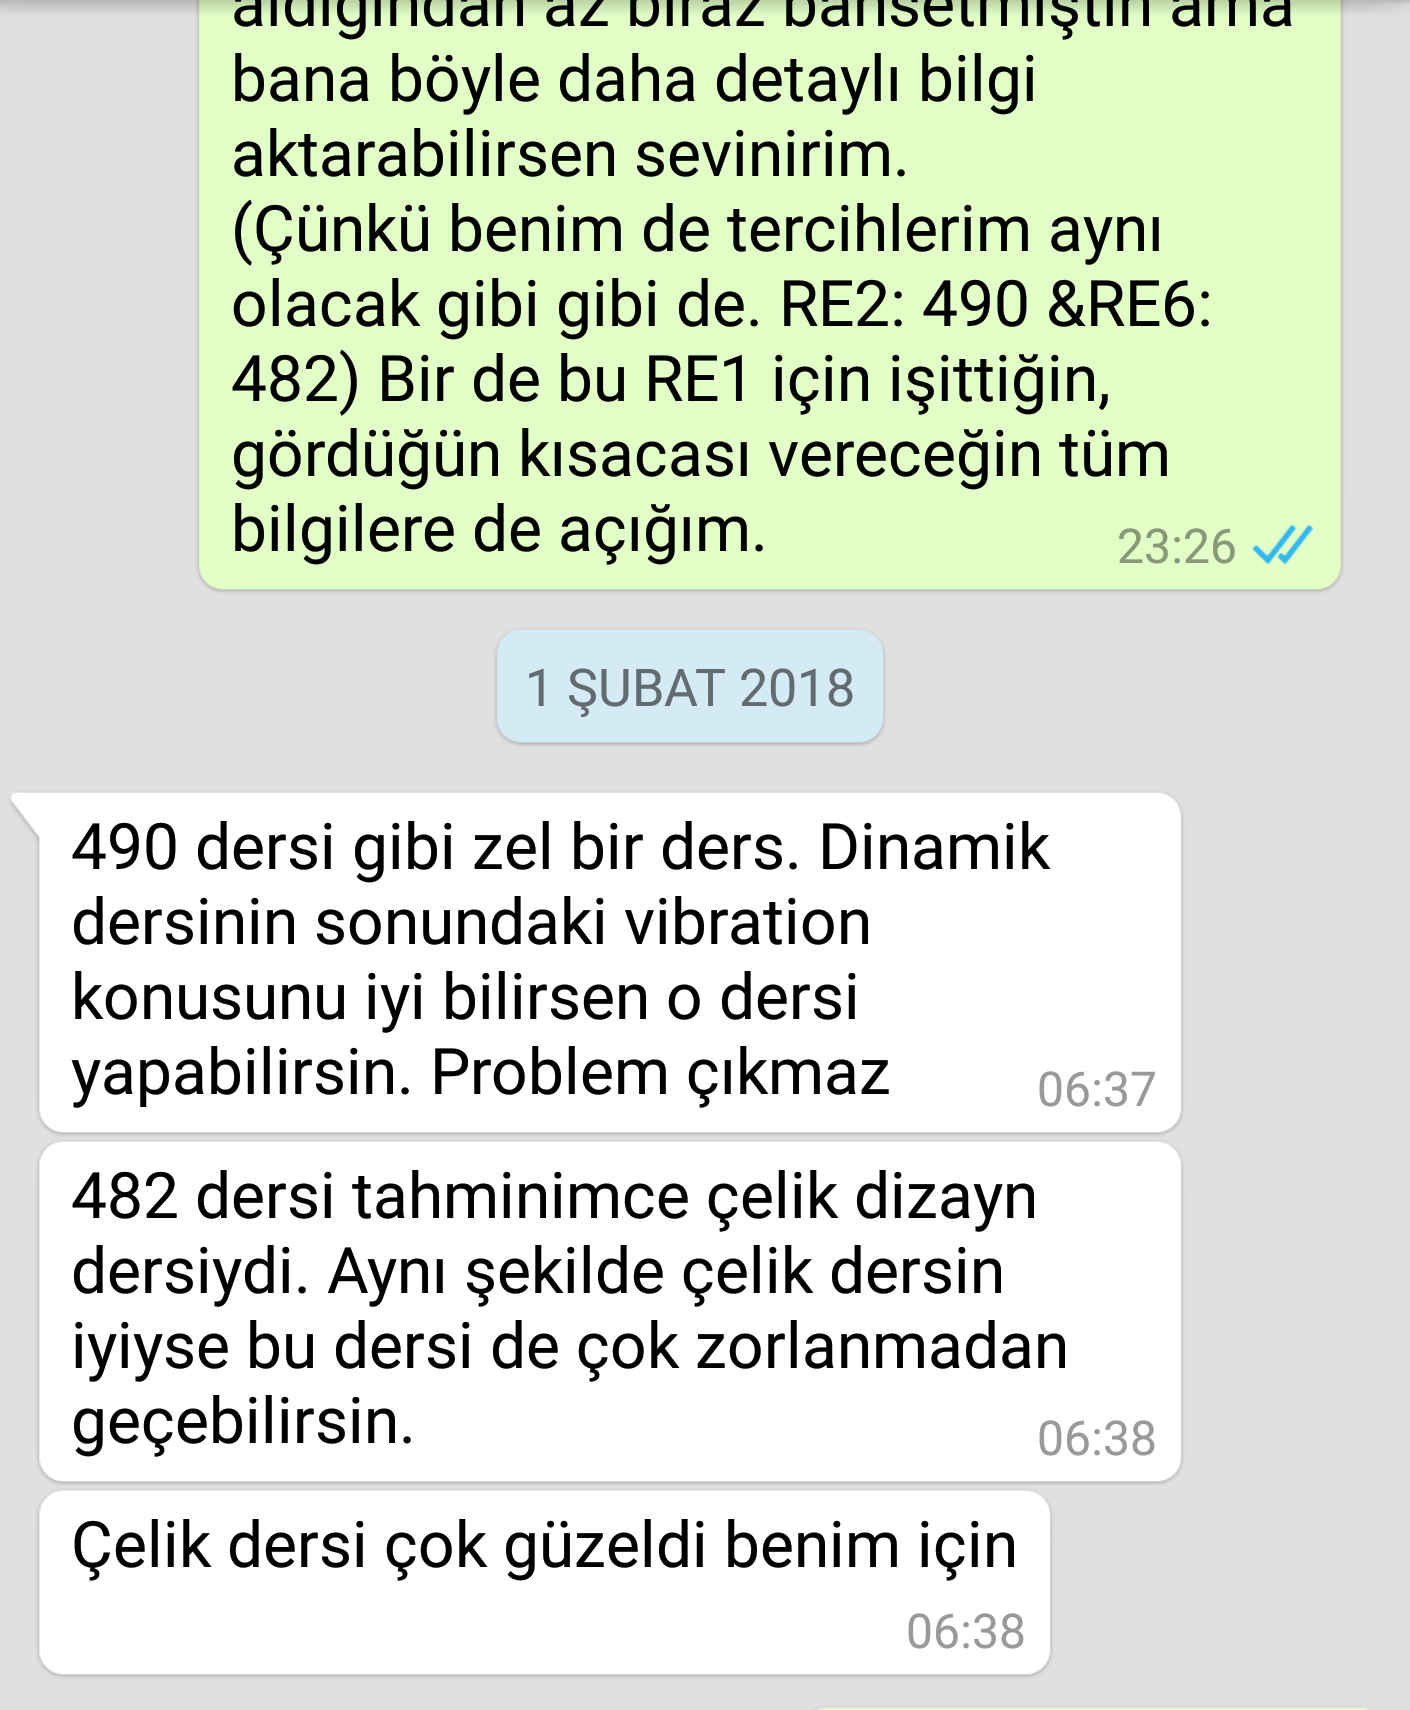 aldığından az biraz bahsetmiştin ama
bana böyle daha detaylı bilgi
aktarabilirsen sevinirim.
(Çünkü benim de tercihlerim aynı
olacak gibi gibi de. RE2: 490 &RE6:
482) Bir de bu RE1 için işittiğin,
gördüğün kısacası vereceğin tüm
bilgilere de açığım.
23:26
1 ŞUBAT 2018
490 dersi gibi zel bir ders. Dinamik
dersinin sonundaki vibration
konusunu iyi bilirsen o dersi
yapabilirsin. Problem çıkmaz
06:37
482 dersi tahminimce çelik dizayn
dersiydi. Aynı şekilde çelik dersin
iyiyse bu dersi de çok zorlanmadan
geçebilirsin.
06:38
Çelik dersi çok güzeldi benim için
06:38